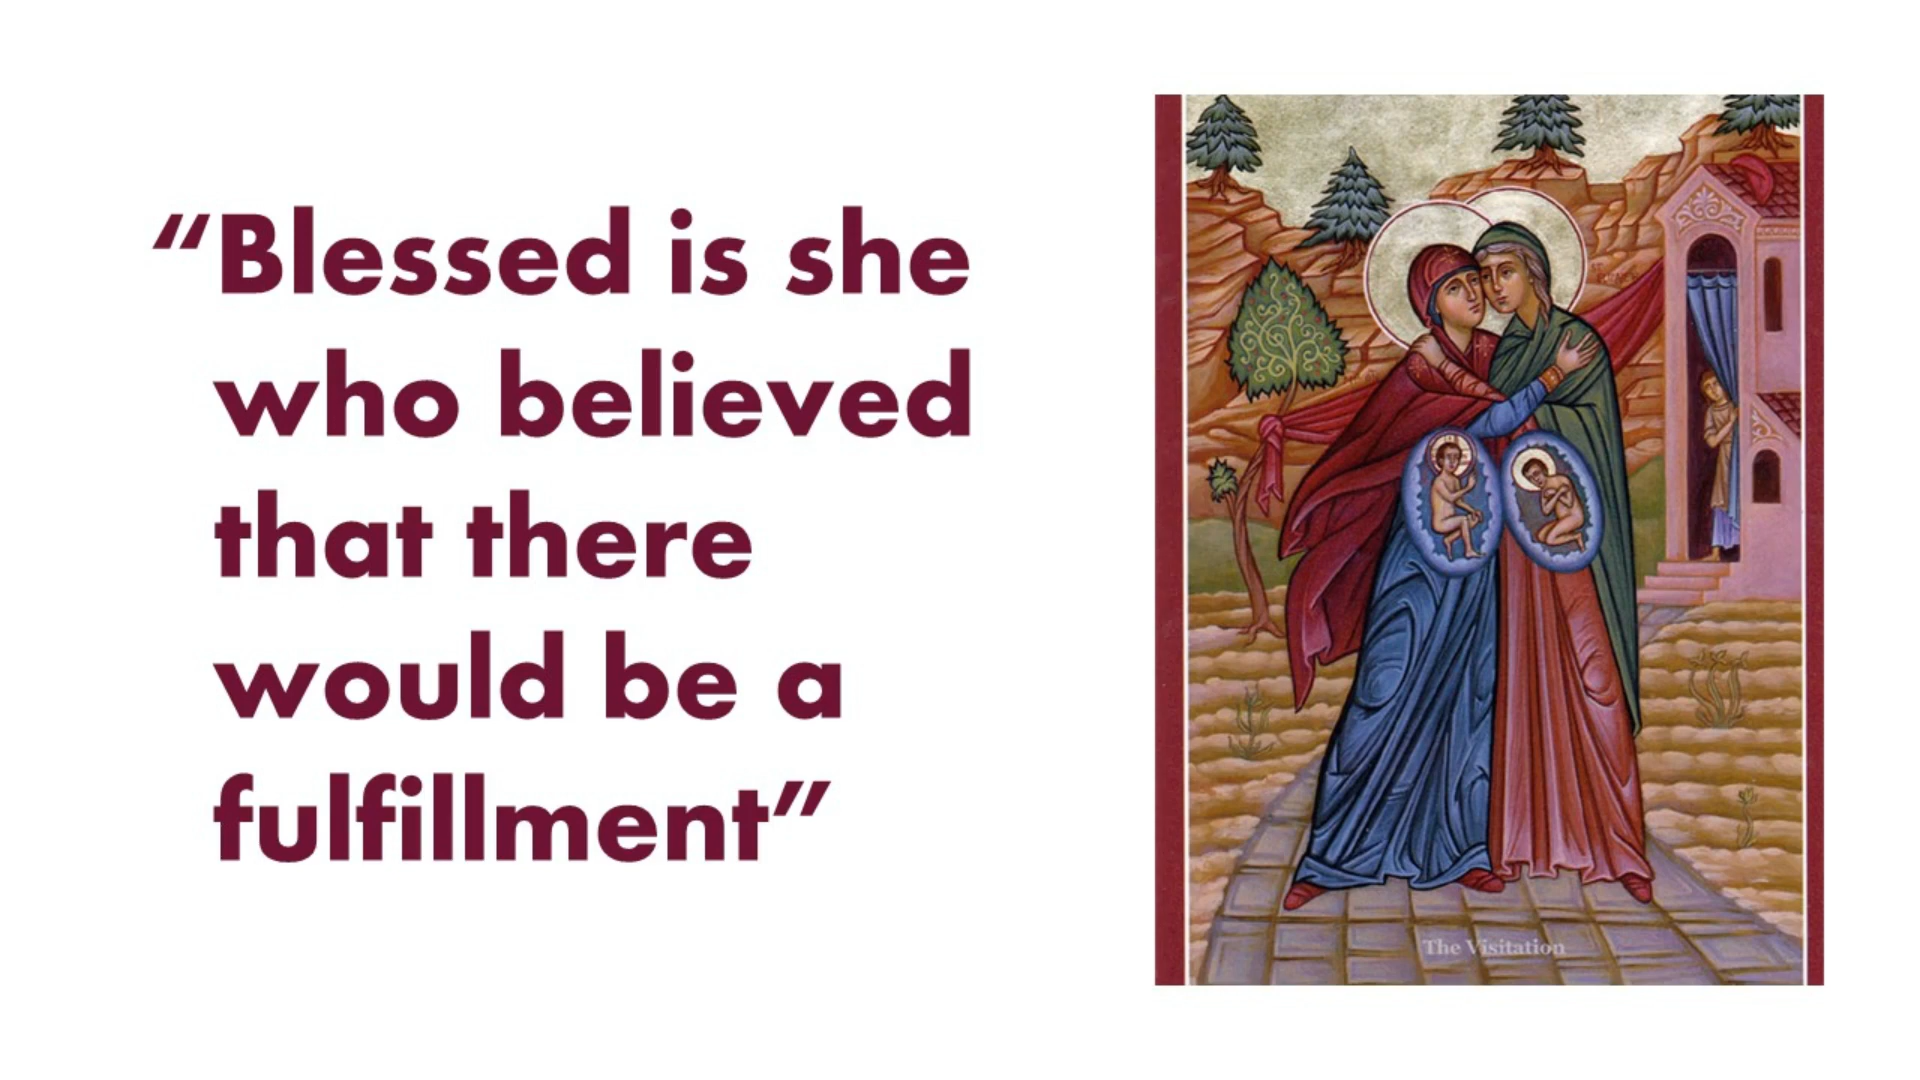 “Blessed is she
who believed
that there
would be a
fulfillment”
The Visitation